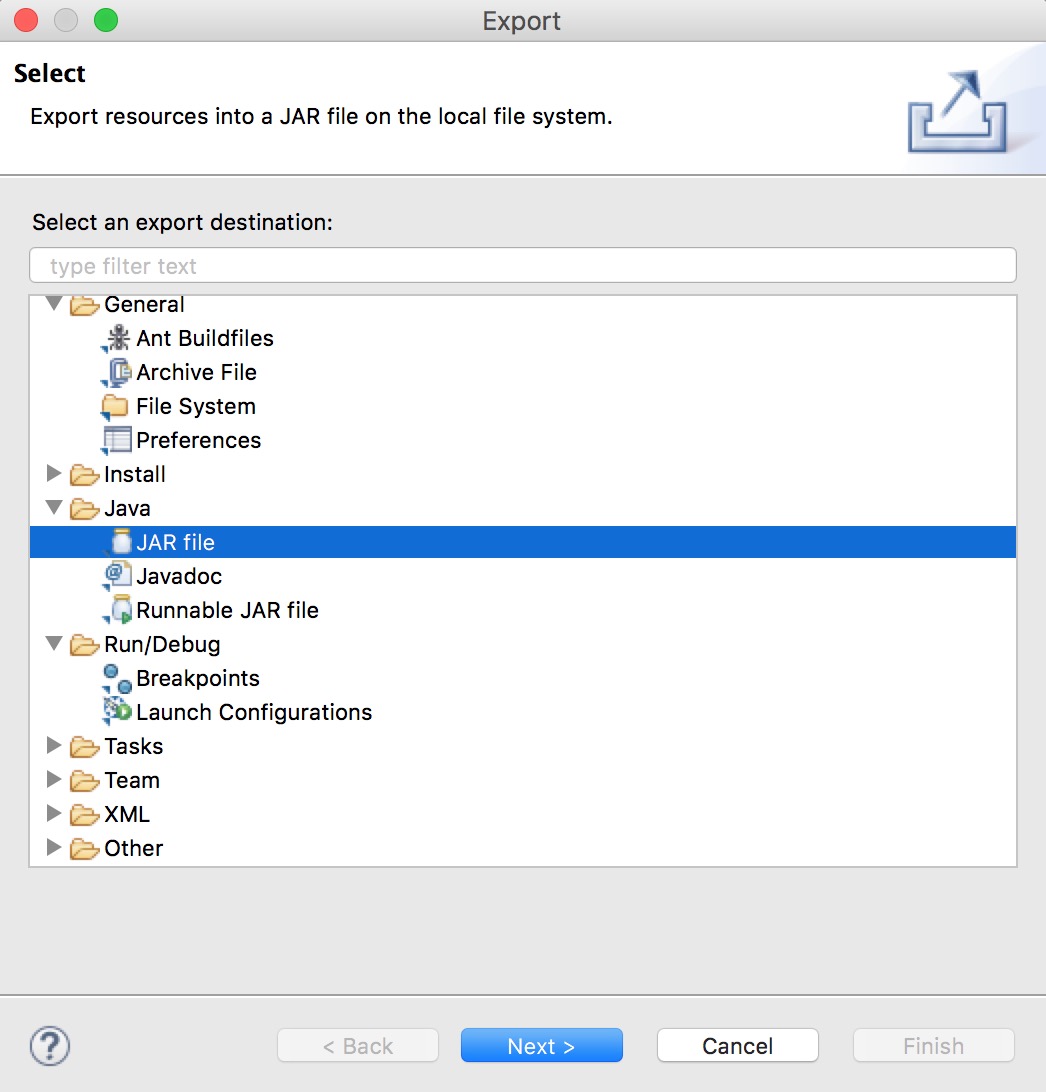 Export
Select
Export resources into a JAR file on the local file system.
Select an export destination:
type filter text
General
Ant Buildfiles
Archive File
File System
Preferences
Install
Java
JAR file
Javadoc
Runnable JAR file
Run/Debug
Breakpoints
Launch Configurations
Tasks
Team
XML
Other
? < Back Next > Cancel Finish